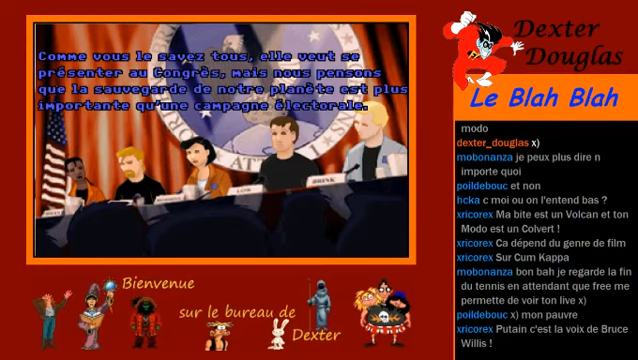 Comme vous le savez tous, elle veut se
présenter au Congrès, mais nous pensons
que la sauvegarde de notre planète est plus
importante qu'une campagne électorale.
LOW
BRINK
Bienvenue
sur le bureau de
Dexter
Dexter
Douglas
Le Blah Blah
modo
dexter_douglas x)
mobonanza je peux plus dire n
importe quoi
poildebouc et non
hcka c moi ou on l'entend bas ?
xricorex Ma bite est un Volcan et ton
Modo est un Colvert !
xricorex Ca dépend du genre de film
xricorex Sur Cum Kappa
mobonanza bon bah je regarde la fin
du tennis en attendant que free me
permette de voir ton live x)
poildebouc x) mon pauvre
xricorex Putain c'est la voix de Bruce
Willis !